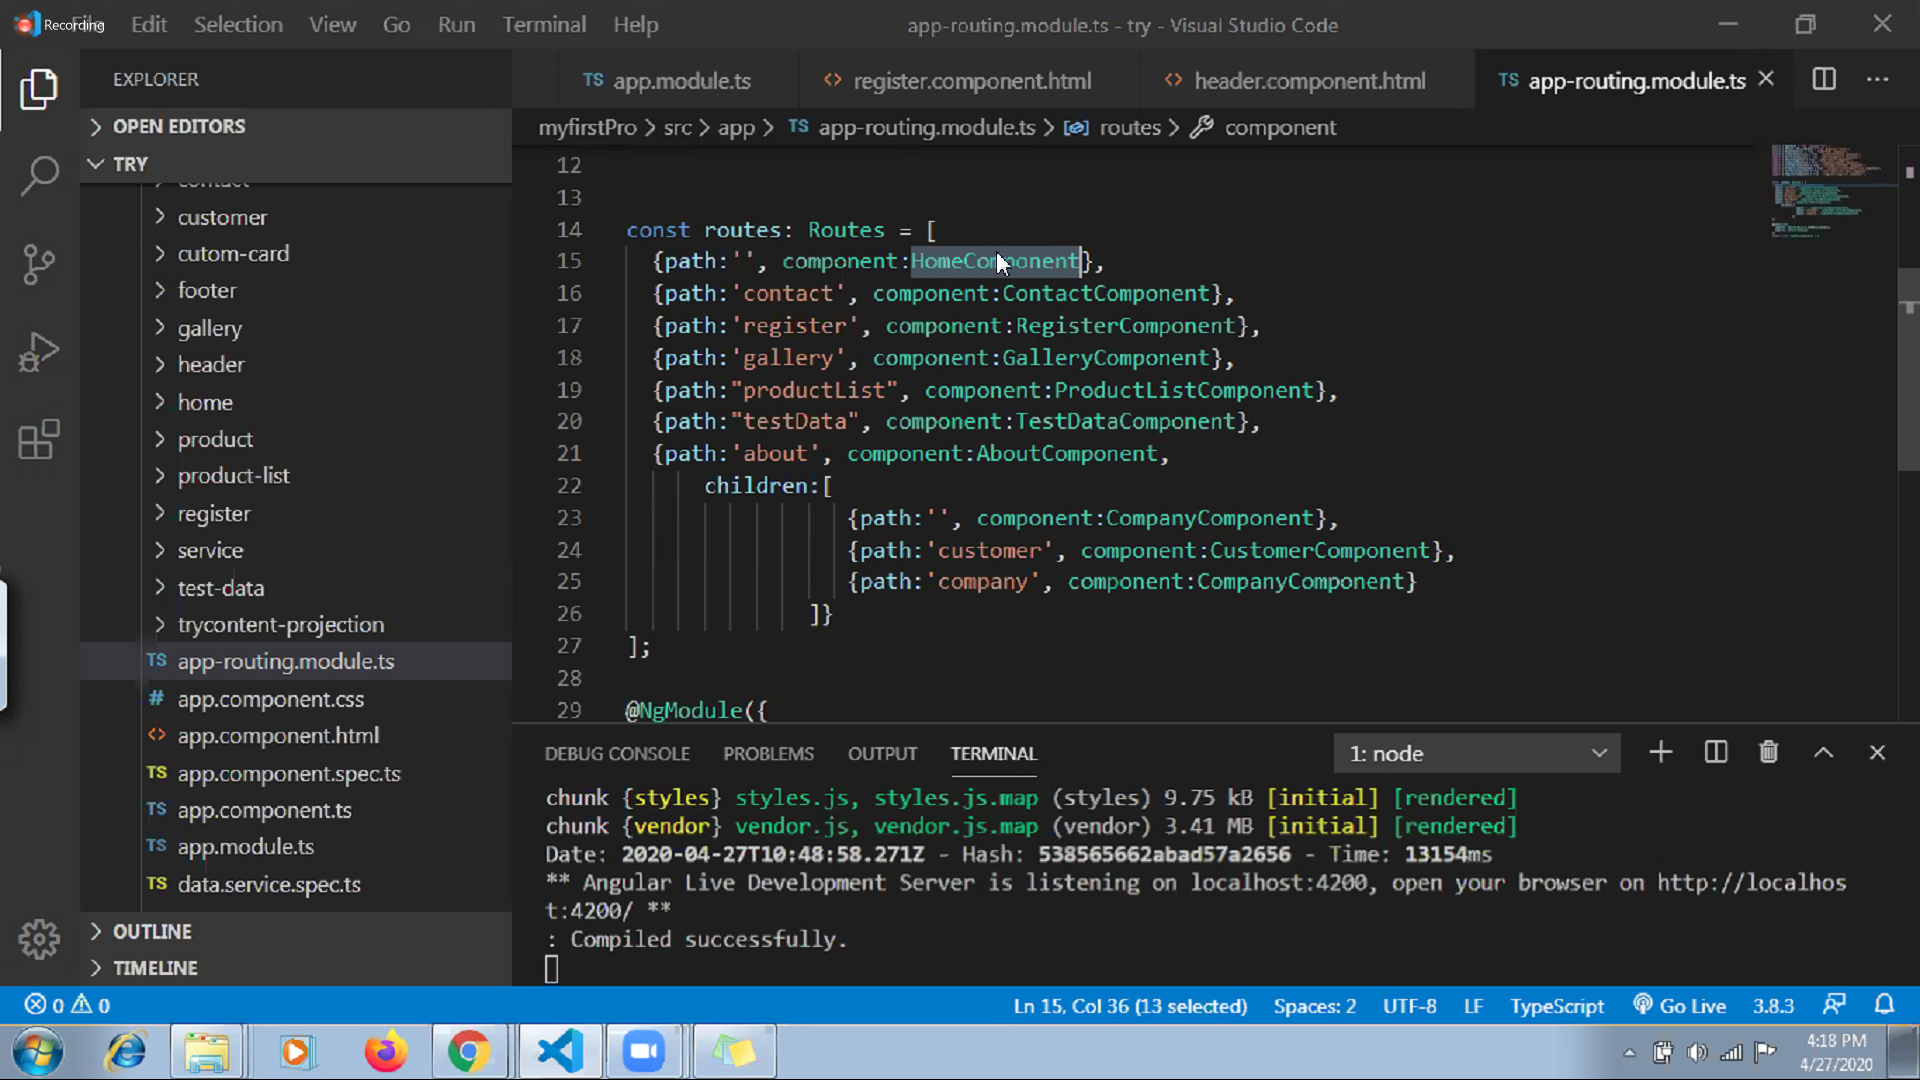 Recording File Edit Selection View Go Run Terminal Help app-routing.module.ts - try - Visual Studio Code
EXPLORER
TS app.module.ts <> register.component.html <> header.component.html TS app-routing.module.ts
OPEN EDITORS
TRY
myfirstPro > src > app > TS app-routing.module.ts > routes > component
contact
customer
cutom-card
footer
gallery
header
home
product
product-list
register
service
test-data
trycontent-projection
TS app-routing.module.ts
# app.component.css
<> app.component.html
TS app.component.spec.ts
TS app.component.ts
TS app.module.ts
TS data.service.spec.ts
OUTLINE
TIMELINE
12
13
14 const routes: Routes = [
15 {path:'', component:HomeComponent},
16 {path:'contact', component:ContactComponent},
17 {path:'register', component:RegisterComponent},
18 {path:'gallery', component:GalleryComponent},
19 {path:"productList", component:ProductListComponent},
20 {path:"testData", component:TestDataComponent},
21 {path:'about', component:AboutComponent,
22 children:[
23 {path:'', component:CompanyComponent},
24 {path:'customer', component:CustomerComponent},
25 {path:'company', component:CompanyComponent}
26 ]}
27 ];
28
29 @NgModule({
DEBUG CONSOLE PROBLEMS OUTPUT TERMINAL 1: node
chunk {styles} styles.js, styles.js.map (styles) 9.75 kB [initial] [rendered]
chunk {vendor} vendor.js, vendor.js.map (vendor) 3.41 MB [initial] [rendered]
Date: 2020-04-27T10:48:58.271Z - Hash: 538565662abad57a2656 - Time: 13154ms
** Angular Live Development Server is listening on localhost:4200, open your browser on http://localhos
t:4200/ **
: Compiled successfully.
0 0 Ln 15, Col 36 (13 selected) Spaces: 2 UTF-8 LF TypeScript Go Live 3.8.3
4:18 PM
4/27/2020